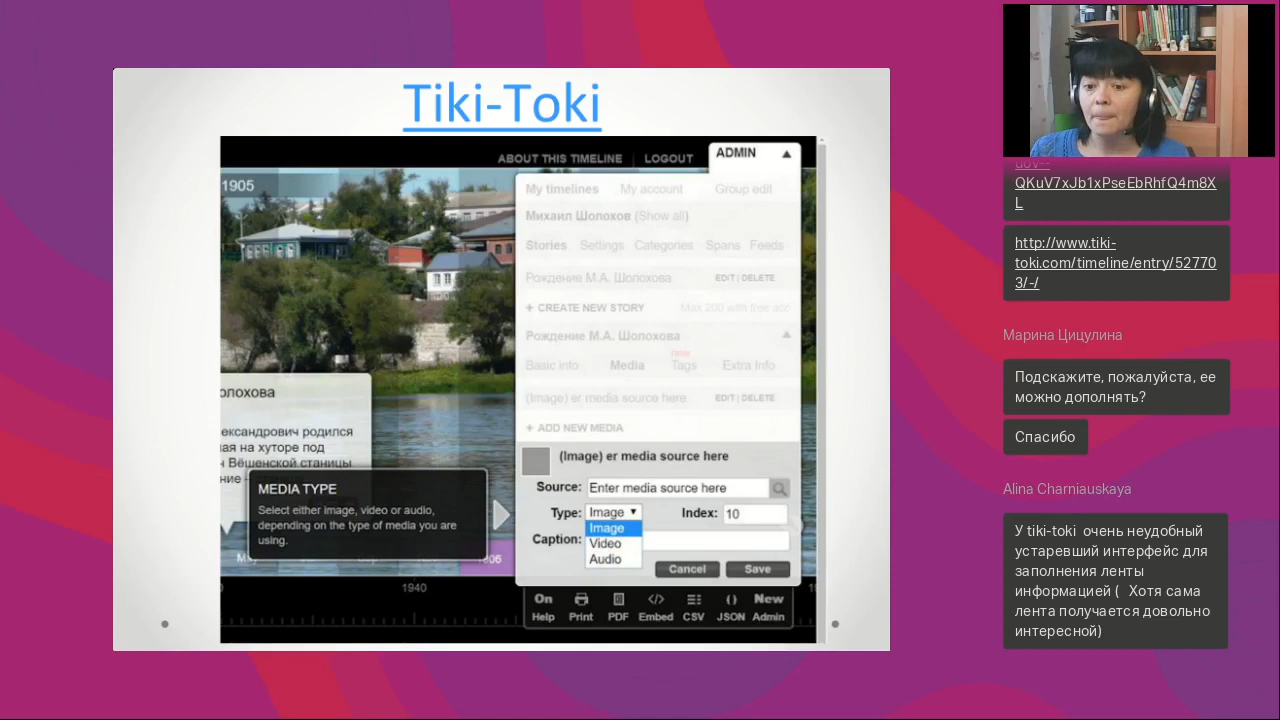 Tiki-Toki
ABOUT THIS TIMELINE
LOGOUT
ADMIN
1905
My timelines My account Group edit
Михаил Шолохов (Show all)
Stories Settings Categories Spans Feeds
Рождение М.А. Шолохова EDIT | DELETE
+ CREATE NEW STORY Max 200 with free acc
Рождение М.А. Шолохова
new
Basic info Media Tags Extra Info
(Image) er media source here EDIT | DELETE
+ ADD NEW MEDIA
(Image) er media source here
Source: Enter media source here
Type: Image Index: 10
Image
Video
Audio
Caption:
Cancel Save
олохова
ександрович родился
ая на хуторе под
Вёшенской станицы
ние -
MEDIA TYPE
Select either image, video or audio,
depending on the type of media you are
using.
1906
1940
On Help
Print
PDF
Embed
CSV
JSON
New Admin
QKuV7xJb1xPseEbRhfQ4m8X
L
http://www.tiki-
toki.com/timeline/entry/52770
3/-/
Марина Цицулина
Подскажите, пожалуйста, ее
можно дополнять?
Спасибо
Alina Charniauskaya
У tiki-toki очень неудобный
устаревший интерфейс для
заполнения ленты
информацией ( Хотя сама
лента получается довольно
интересной)